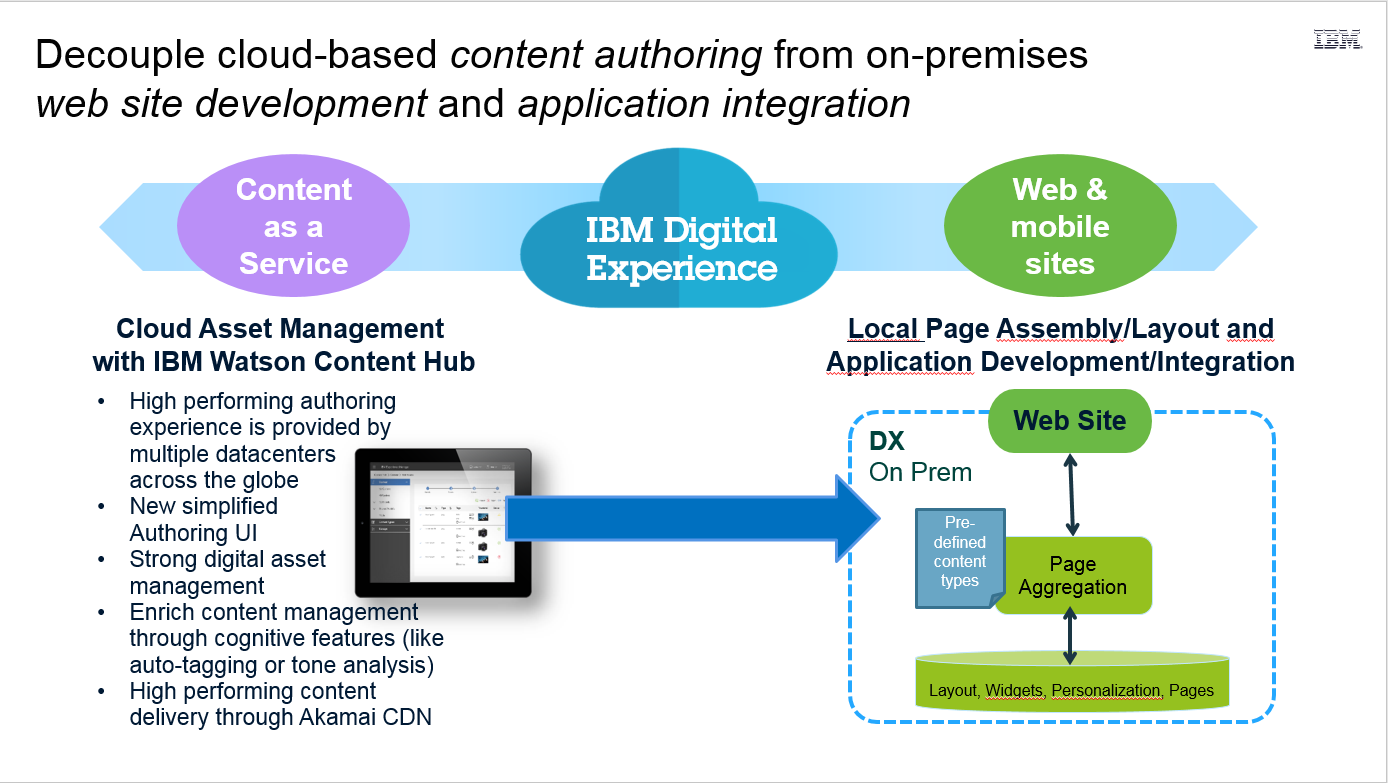 Decouple cloud-based content authoring from on-premises
web site development and application integration
IBM
Content
as a
Service
IBM Digital
Experience
Web &
mobile
sites
Cloud Asset Management
with IBM Watson Content Hub
• High performing authoring
experience is provided by
multiple datacenters
across the globe
• New simplified
Authoring UI
• Strong digital asset
management
• Enrich content management
through cognitive features (like
auto-tagging or tone analysis)
• High performing content
delivery through Akamai CDN
Local Page Assembly/Layout and
Application Development/Integration
Web Site
DX
On Prem
Pre-
defined
content
types
Page
Aggregation
Layout, Widgets, Personalization, Pages